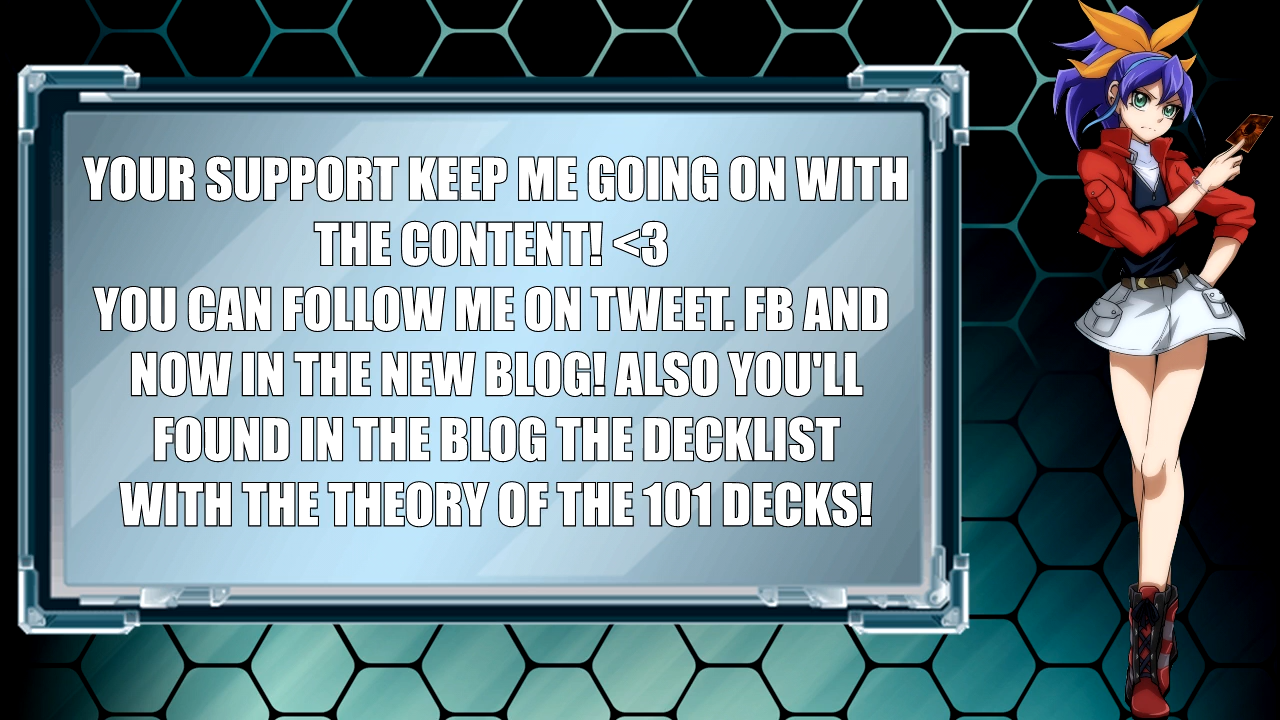 YOUR SUPPORT KEEP ME GOING ON WITH
THE CONTENT! <3
YOU CAN FOLLOW ME ON TWEET. FB AND
NOW IN THE NEW BLOG! ALSO YOU'LL
FOUND IN THE BLOG THE DECKLIST
WITH THE THEORY OF THE 101 DECKS!